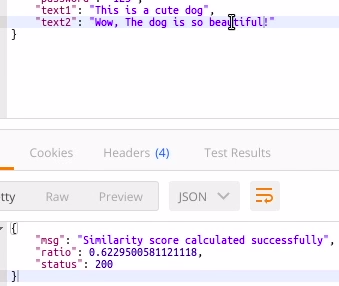 "text1": "This is a cute dog",
"text2": "Wow, The dog is so beautiful!"
}
Cookies Headers (4) Test Results
etty Raw Preview JSON
{
"msg": "Similarity score calculated successfully",
"ratio": 0.6229500581121118,
"status": 200
}